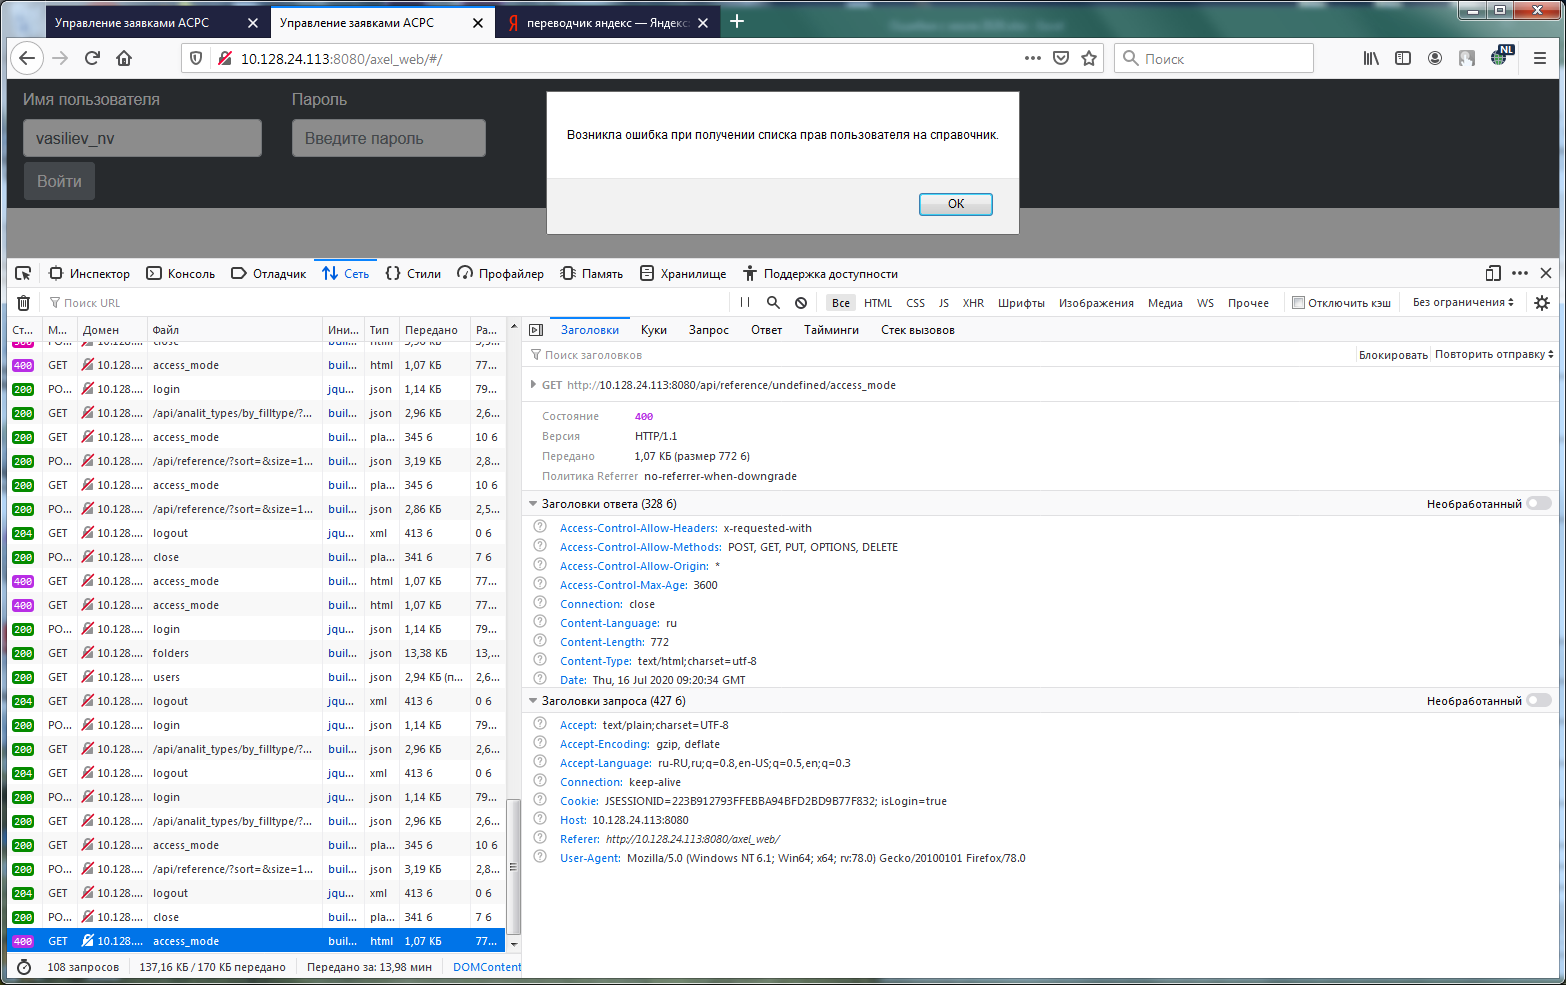 Управление заявками АСРС
Управление заявками АСРС
переводчик яндекс — Яндекс
10.128.24.113:8080/axel_web/#/
Поиск
NL
Имя пользователя
Пароль
vasiliev_nv
Введите пароль
Войти
Возникла ошибка при получении списка прав пользователя на справочник.
OK
Инспектор Консоль Отладчик Сеть Стили Профайлер Память Хранилище Поддержка доступности
Поиск URL
Все HTML CSS JS XHR Шрифты Изображения Медиа WS Прочее Отключить кэш Без ограничения
Ст... М... Домен Файл Ини... Тип Передано Ра...
400 GET 10.128.... access_mode buil... html 1,07 КБ 77...
200 PO... 10.128.... login jqu... json 1,14 КБ 79...
200 GET 10.128.... /api/analit_types/by_filltype/?... buil... json 2,96 КБ 2,6...
200 GET 10.128.... access_mode buil... pla... 345 б 10 б
200 PO... 10.128.... /api/reference/?sort=&size=1... buil... json 3,19 КБ 2,8...
200 GET 10.128.... access_mode buil... pla... 345 б 10 б
200 PO... 10.128.... /api/reference/?sort=&size=1... buil... json 2,86 КБ 2,5...
204 GET 10.128.... logout jqu... xml 413 б 0 б
200 PO... 10.128.... close buil... pla... 341 б 7 б
400 GET 10.128.... access_mode buil... html 1,07 КБ 77...
400 GET 10.128.... access_mode buil... html 1,07 КБ 77...
200 PO... 10.128.... login jqu... json 1,14 КБ 79...
200 GET 10.128.... folders buil... json 13,38 КБ 13,...
200 GET 10.128.... users buil... json 2,94 КБ (п... 2,6...
204 GET 10.128.... logout jqu... xml 413 б 0 б
200 PO... 10.128.... login jqu... json 1,14 КБ 79...
200 GET 10.128.... /api/analit_types/by_filltype/?... buil... json 2,96 КБ 2,6...
204 GET 10.128.... logout jqu... xml 413 б 0 б
200 PO... 10.128.... login jqu... json 1,14 КБ 79...
200 GET 10.128.... /api/analit_types/by_filltype/?... buil... json 2,96 КБ 2,6...
200 GET 10.128.... access_mode buil... pla... 345 б 10 б
200 PO... 10.128.... /api/reference/?sort=&size=1... buil... json 3,19 КБ 2,8...
204 GET 10.128.... logout jqu... xml 413 б 0 б
200 PO... 10.128.... close buil... pla... 341 б 7 б
400 GET 10.128.... access_mode buil... html 1,07 КБ 77...
108 запросов 137,16 КБ / 170 КБ передано Передано за: 13,98 мин DOMContent
Заголовки Куки Запрос Ответ Тайминги Стек вызовов
Поиск заголовков
Блокировать Повторить отправку
GET http://10.128.24.113:8080/api/reference/undefined/access_mode
Состояние 400
Версия HTTP/1.1
Передано 1,07 КБ (размер 772 б)
Политика Referrer no-referrer-when-downgrade
Заголовки ответа (328 б) Необработанный
Access-Control-Allow-Headers: x-requested-with
Access-Control-Allow-Methods: POST, GET, PUT, OPTIONS, DELETE
Access-Control-Allow-Origin: *
Access-Control-Max-Age: 3600
Connection: close
Content-Language: ru
Content-Length: 772
Content-Type: text/html;charset=utf-8
Date: Thu, 16 Jul 2020 09:20:34 GMT
Заголовки запроса (427 б) Необработанный
Accept: text/plain;charset=UTF-8
Accept-Encoding: gzip, deflate
Accept-Language: ru-RU,ru;q=0.8,en-US;q=0.5,en;q=0.3
Connection: keep-alive
Cookie: JSESSIONID=223B912793FFEBBA94BFD2BD9B77F832; isLogin=true
Host: 10.128.24.113:8080
Referer: http://10.128.24.113:8080/axel_web/
User-Agent: Mozilla/5.0 (Windows NT 6.1; Win64; x64; rv:78.0) Gecko/20100101 Firefox/78.0